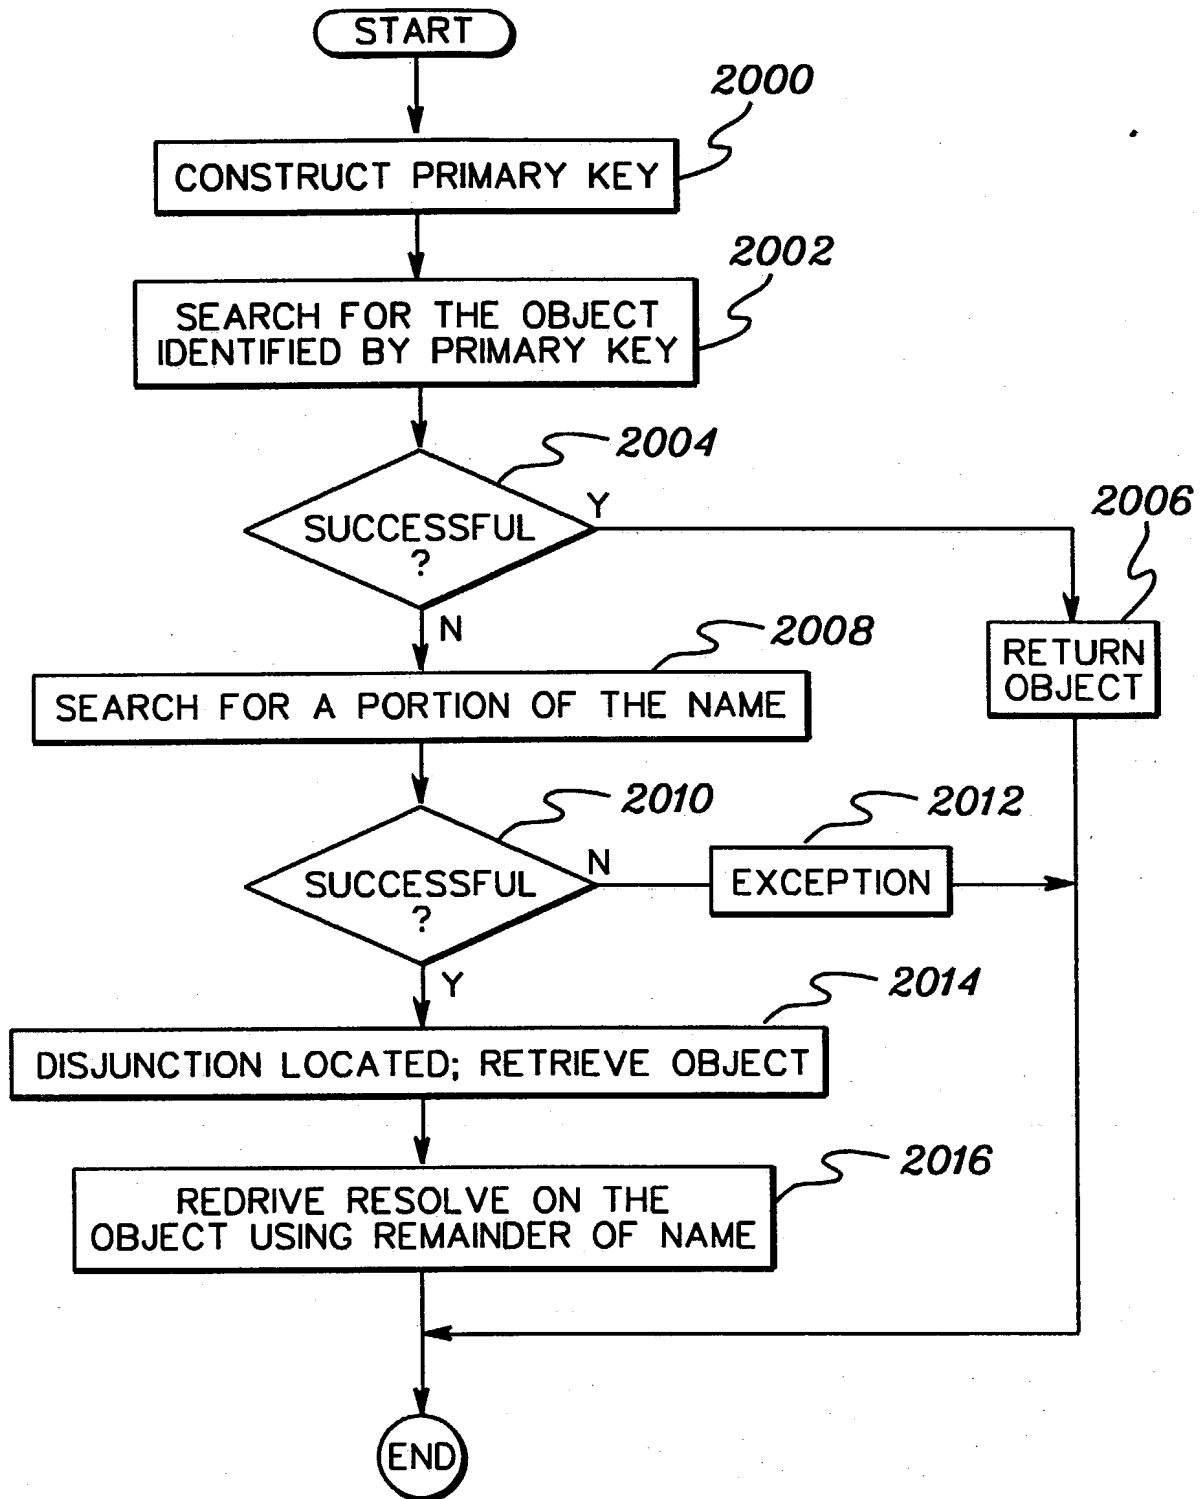 START
2000
CONSTRUCT PRIMARY KEY
2002
SEARCH FOR THE OBJECT
IDENTIFIED BY PRIMARY KEY
2004
SUCCESSFUL
?
Y
2006
RETURN
OBJECT
N
2008
SEARCH FOR A PORTION OF THE NAME
2010
SUCCESSFUL
?
N
2012
EXCEPTION
Y
2014
DISJUNCTION LOCATED; RETRIEVE OBJECT
2016
REDRIVE RESOLVE ON THE
OBJECT USING REMAINDER OF NAME
END